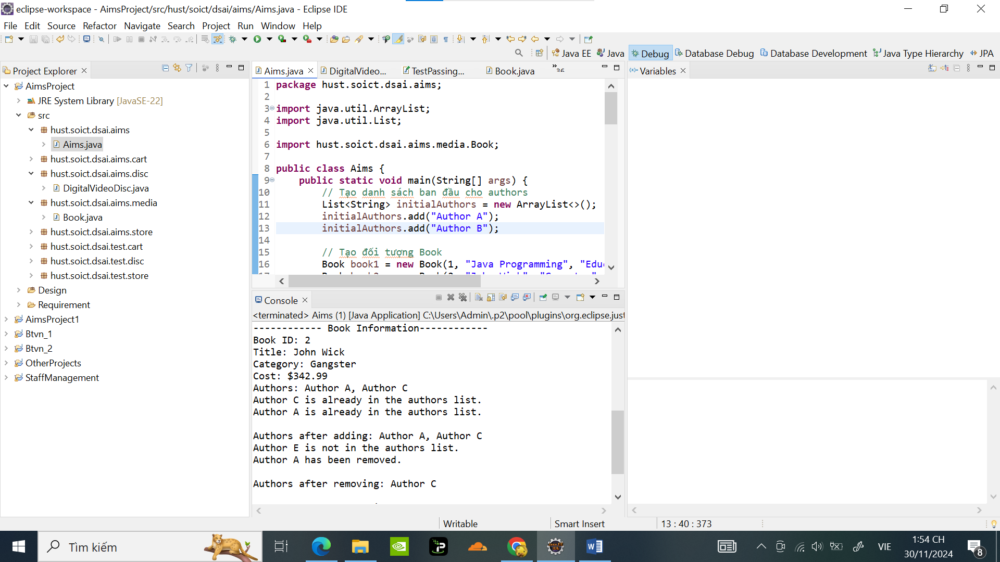 eclipse-workspace - AimsProject/src/hust/soict/dsai/aims/Aims.java - Eclipse IDE
File Edit Source Refactor Navigate Search Project Run Window Help
Java EE Java Debug Database Debug Database Development Java Type Hierarchy JPA
Project Explorer
AimsProject
JRE System Library [JavaSE-22]
src
hust.soict.dsai.aims
Aims.java
hust.soict.dsai.aims.cart
hust.soict.dsai.aims.disc
DigitalVideoDisc.java
hust.soict.dsai.aims.media
Book.java
hust.soict.dsai.aims.store
hust.soict.dsai.test.cart
hust.soict.dsai.test.disc
hust.soict.dsai.test.store
Design
Requirement
AimsProject1
Btvn_1
Btvn_2
OtherProjects
StaffManagement
Aims.java DigitalVideo... TestPassing... Book.java »36
1 package hust.soict.dsai.aims;
2
3 import java.util.ArrayList;
4 import java.util.List;
5
6 import hust.soict.dsai.aims.media.Book;
7
8 public class Aims {
9 public static void main(String[] args) {
10 // Tạo danh sách ban đầu cho authors
11 List<String> initialAuthors = new ArrayList<>();
12 initialAuthors.add("Author A");
13 initialAuthors.add("Author B");
14
15 // Tạo đối tượng Book
16 Book book1 = new Book(1, "Java Programming", "Edu
Console
<terminated> Aims (1) [Java Application] C:\Users\Admin\.p2\pool\plugins\org.eclipse.just
------------ Book Information------------
Book ID: 2
Title: John Wick
Category: Gangster
Cost: $342.99
Authors: Author A, Author C
Author C is already in the authors list.
Author A is already in the authors list.
Authors after adding: Author A, Author C
Author E is not in the authors list.
Author A has been removed.
Authors after removing: Author C
Variables
Writable Smart Insert 13 : 40 : 373
Tìm kiếm
VIE
1:54 CH
30/11/2024
8